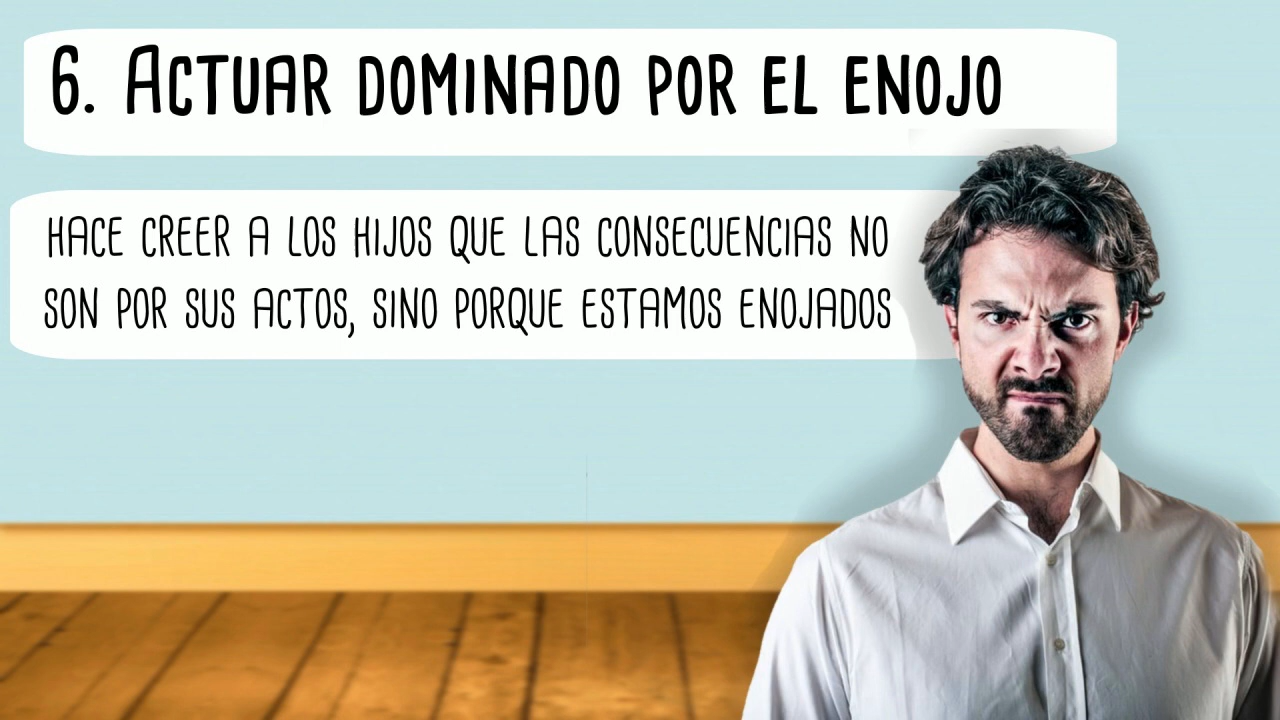 6. ACTUAR DOMINADO POR EL ENOJO
HACE CREER A LOS HIJOS QUE LAS CONSECUENCIAS NO
SON POR SUS ACTOS, SINO PORQUE ESTAMOS ENOJADOS